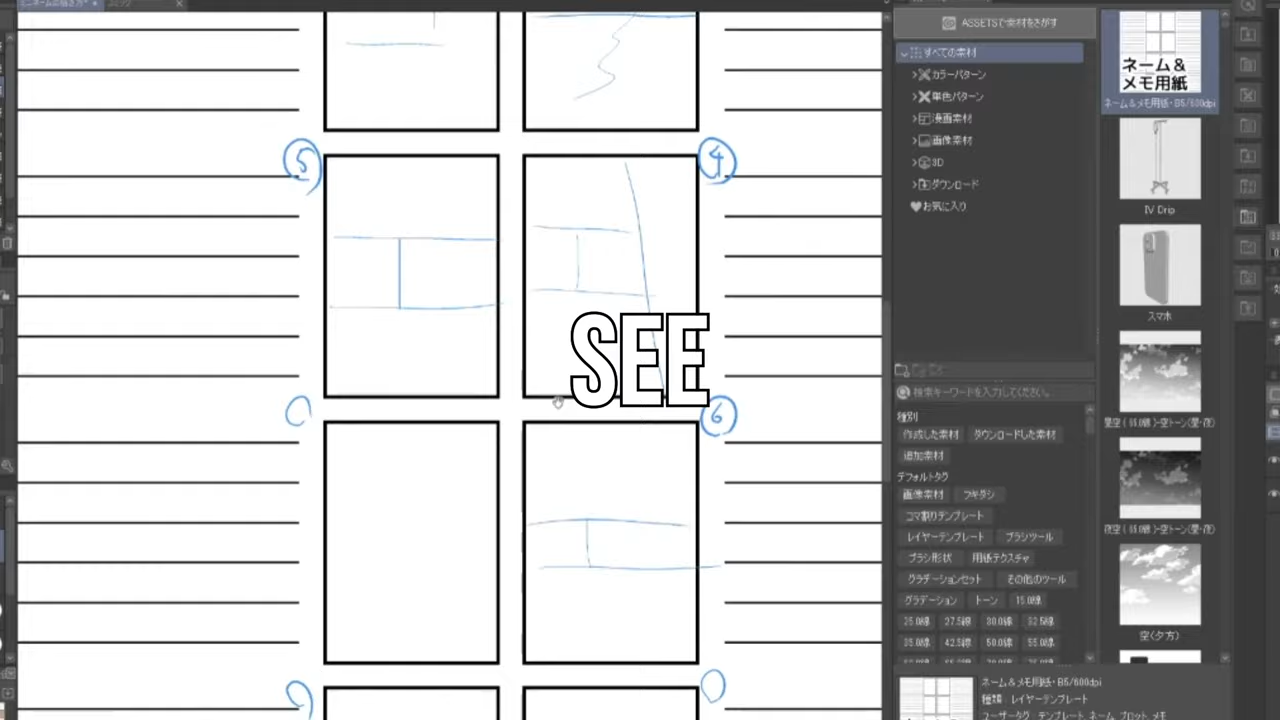 ASSETSで素材をさがす
すべての素材
カラーパターン
単色パターン
漫画素材
画像素材
3D
ダウンロード
お気に入り
ネーム＆
メモ用紙
ネーム＆メモ用紙・B5/600dpi
IV Drip
スマホ
空(夕方)
⑤
④
⑥
SEE
検索キーワードを入力してください。
種別
作成した素材 ダウンロードした素材
追加素材
デフォルトタグ
画像素材 フキダシ
コマ割りテンプレート
レイヤーテンプレート ブラシツール
ブラシ形状 用紙テクスチャ
グラデーションセット その他のツール
グラデーション トーン 15.0線
25.0線 27.5線 30.0線 32.5線
35.0線 42.5線 50.0線 55.0線
ネーム＆メモ用紙・B5/600dpi
種類：レイヤーテンプレート